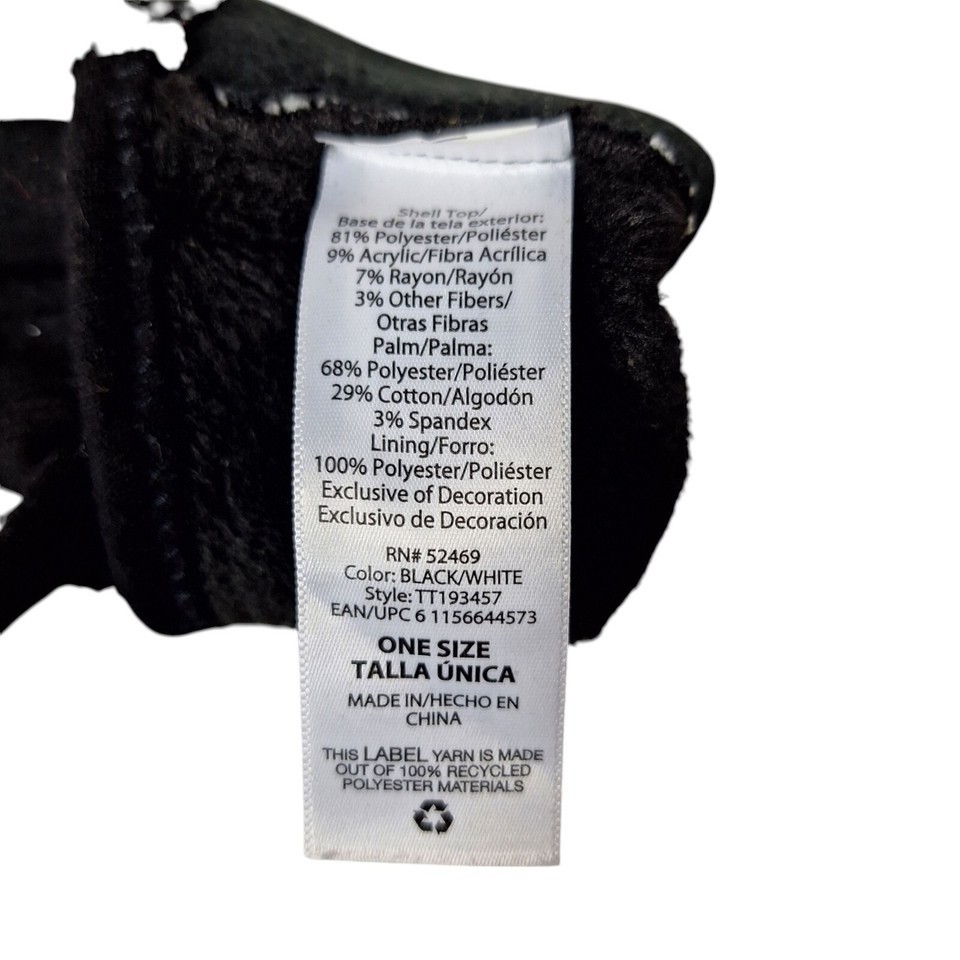 Shell Top/
Base de la tela exterior:
81% Polyester/Poliéster
9% Acrylic/Fibra Acrílica
7% Rayon/Rayón
3% Other Fibers/
Otras Fibras
Palm/Palma:
68% Polyester/Poliéster
29% Cotton/Algodón
3% Spandex
Lining/Forro:
100% Polyester/Poliéster
Exclusive of Decoration
Exclusivo de Decoración
RN# 52469
Color: BLACK/WHITE
Style: TT193457
EAN/UPC 6 1156644573
ONE SIZE
TALLA ÚNICA
MADE IN/HECHO EN
CHINA
THIS LABEL YARN IS MADE
OUT OF 100% RECYCLED
POLYESTER MATERIALS